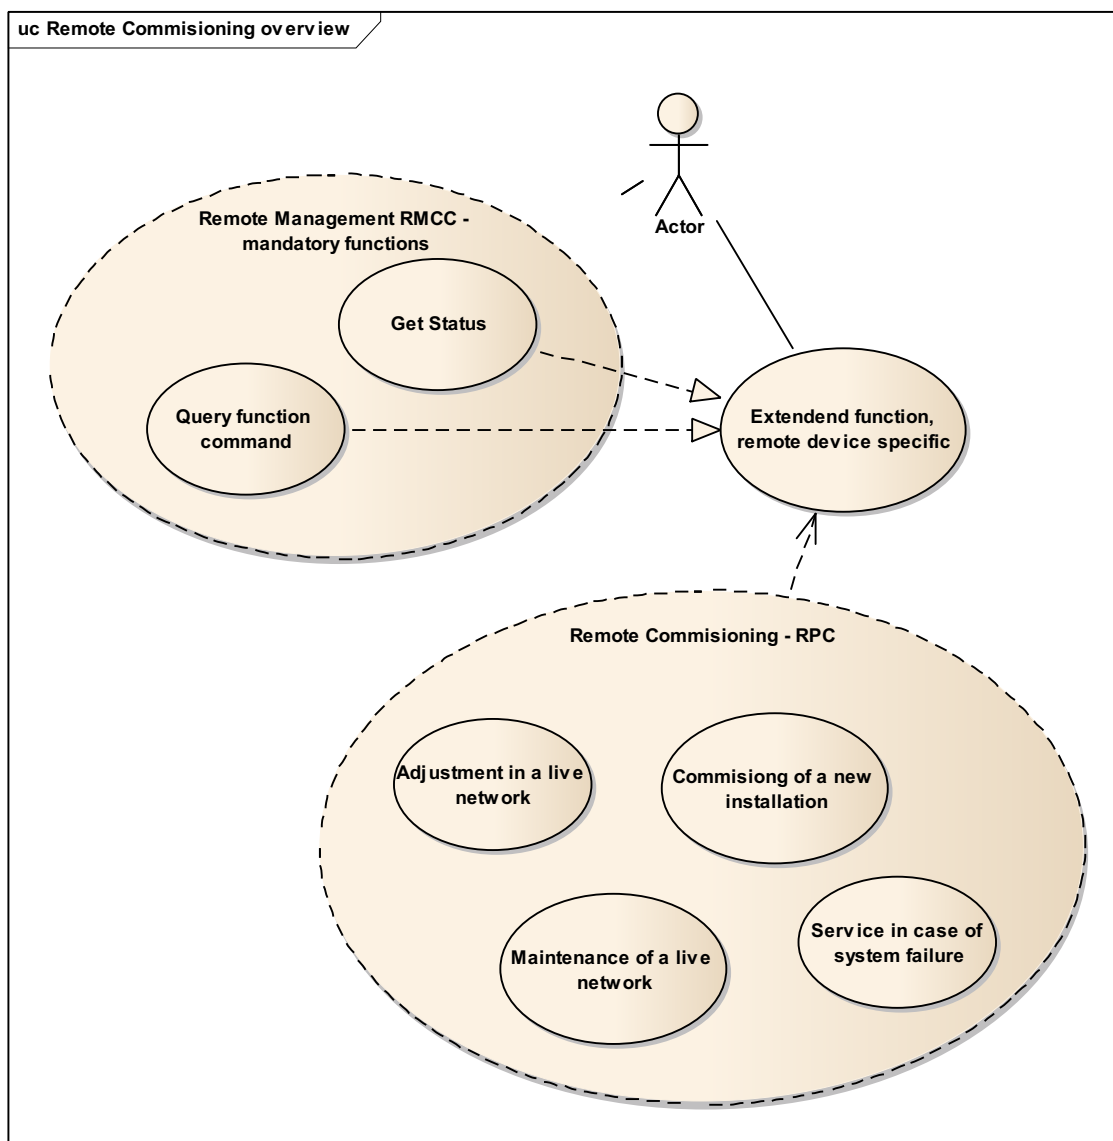 uc Remote Commisioning overview
Actor
Remote Management RMCC -
mandatory functions
Get Status
Query function
command
Extendend function,
remote device specific
Remote Commisioning - RPC
Adjustment in a live
network
Commisiong of a new
installation
Maintenance of a live
network
Service in case of
system failure